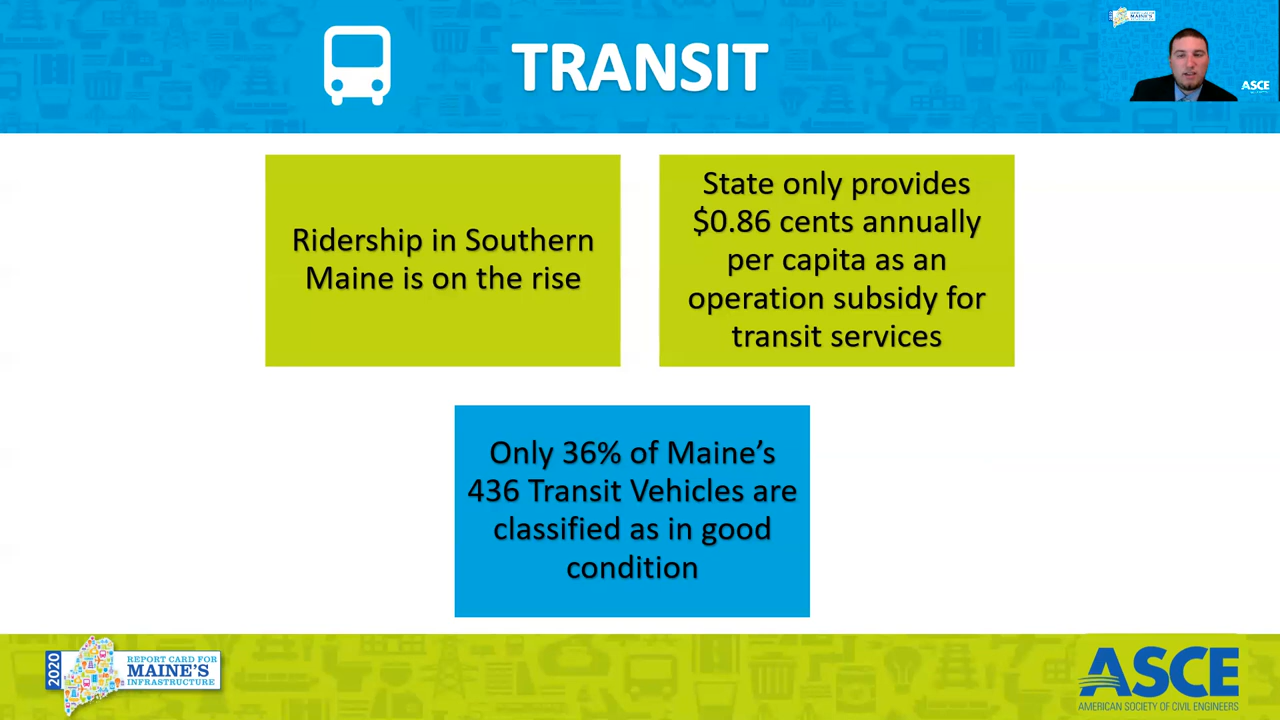 TRANSIT
ASCE
Ridership in Southern
Maine is on the rise
State only provides
$0.86 cents annually
per capita as an
operation subsidy for
transit services
Only 36% of Maine’s
436 Transit Vehicles are
classified as in good
condition
2020
REPORT CARD FOR
MAINE'S
INFRASTRUCTURE
ASCE
AMERICAN SOCIETY OF CIVIL ENGINEERS